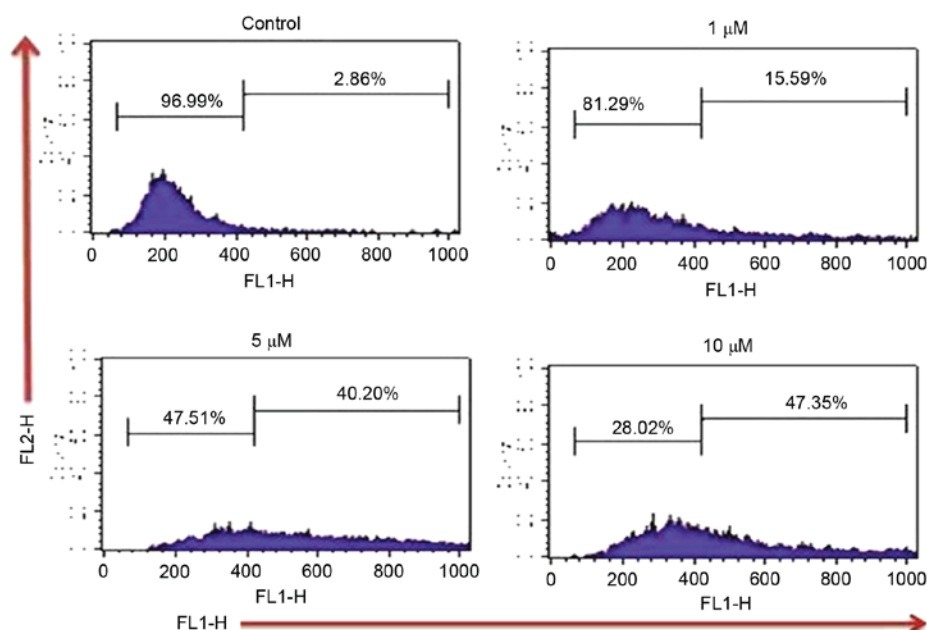 Control
96.99%
2.86%
0 200 400 600 800 1000
FL1-H
1 μM
81.29%
15.59%
0 200 400 600 800 1000
FL1-H
5 μM
47.51%
40.20%
0 200 400 600 800 1000
FL1-H
10 μM
28.02%
47.35%
0 200 400 600 800 1000
FL1-H
FL2-H
FL1-H